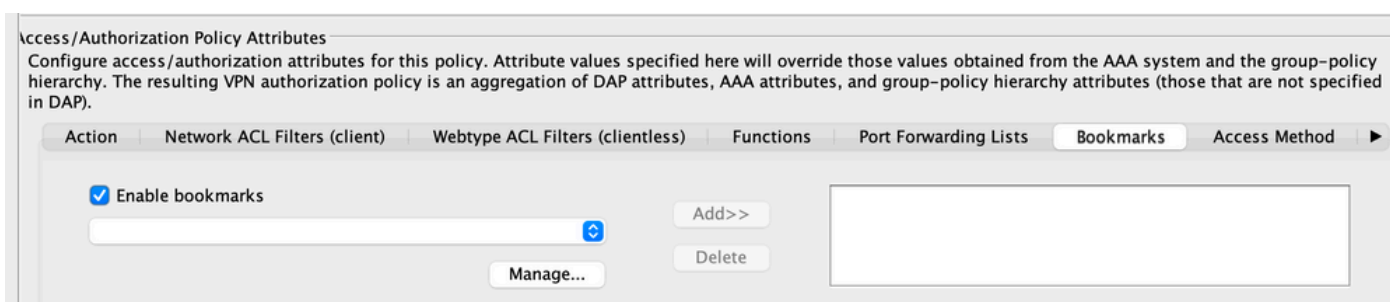 Access/Authorization Policy Attributes
Configure access/authorization attributes for this policy. Attribute values specified here will override those values obtained from the AAA system and the group-policy
hierarchy. The resulting VPN authorization policy is an aggregation of DAP attributes, AAA attributes, and group-policy hierarchy attributes (those that are not specified
in DAP).
Action Network ACL Filters (client) Webtype ACL Filters (clientless) Functions Port Forwarding Lists Bookmarks Access Method
Enable bookmarks
Add>>
Delete
Manage...